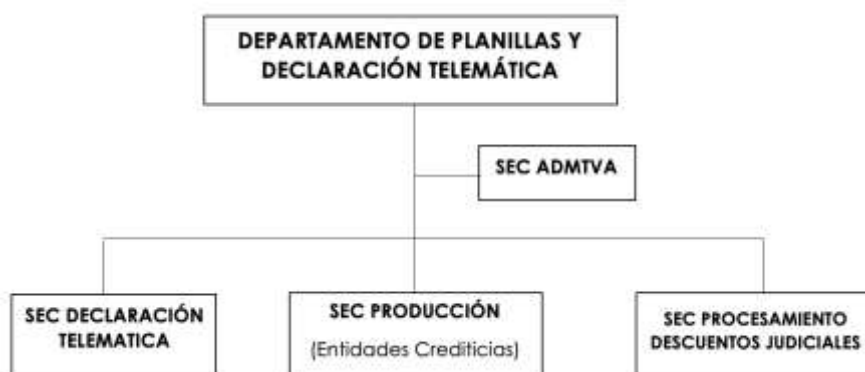 DEPARTAMENTO DE PLANILLAS Y
DECLARACIÓN TELEMÁTICA
SEC ADMTVA
SEC DECLARACIÓN
TELEMATICA
SEC PRODUCCIÓN
(Entidades Crediticias)
SEC PROCESAMIENTO
DESCUENTOS JUDICIALES